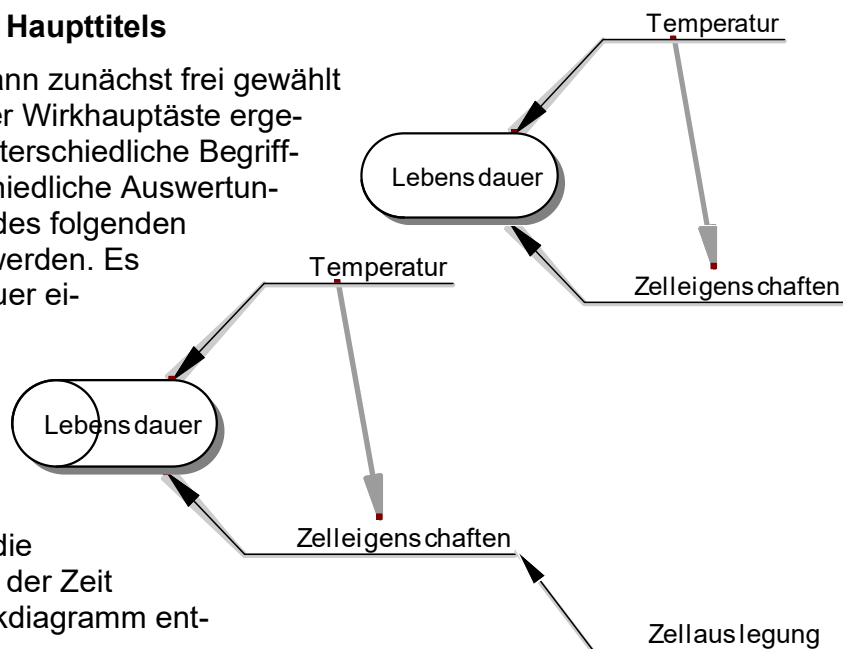 Haupttitels
ann zunächst frei gewählt
er Wirkhauptäste erge-
terschiedliche Begriff-
hiedliche Auswertun-
des folgenden
werden. Es
uer ei-
die
der Zeit
kdiagramm ent-
Temperatur
Lebensdauer
Zelleigenschaften
Temperatur
Lebensdauer
Zelleigenschaften
Zellauslegung